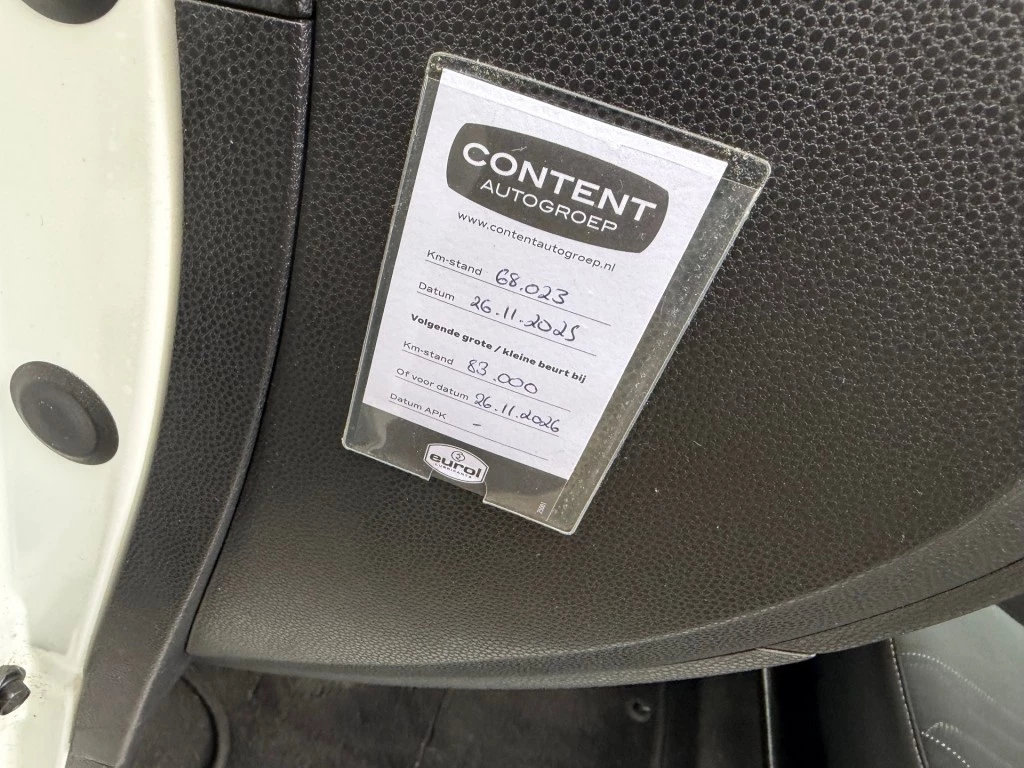 CONTENT
AUTOGROEP
www.contentautogroep.nl
Km-stand 68.023
Datum 26.11.2025
Volgende grote / kleine beurt bij
Km-stand 83.000
Of voor datum 26.11.2026
Datum APK -
eurol
LUBRICANTS